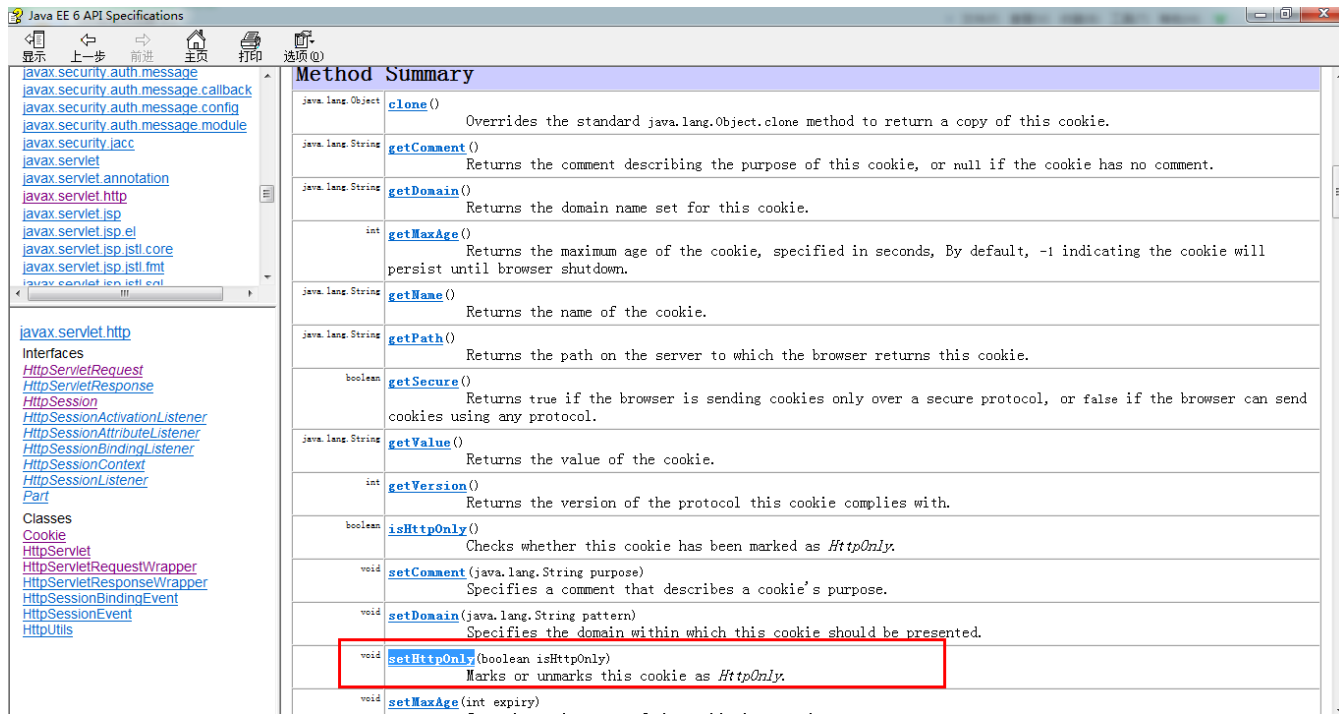 Java EE 6 API Specifications
显示 上一步 前进 主页 打印 选项(O)
javax.security.auth.message
javax.security.auth.message.callback
javax.security.auth.message.config
javax.security.auth.message.module
javax.security.jacc
javax.servlet
javax.servlet.annotation
javax.servlet.http
javax.servlet.jsp
javax.servlet.jsp.el
javax.servlet.jsp.jstl.core
javax.servlet.jsp.jstl.fmt
javax.servlet.jsp.jstl.sql
javax.servlet.http
Interfaces
HttpServletRequest
HttpServletResponse
HttpSession
HttpSessionActivationListener
HttpSessionAttributeListener
HttpSessionBindingListener
HttpSessionContext
HttpSessionListener
Part
Classes
Cookie
HttpServlet
HttpServletRequestWrapper
HttpServletResponseWrapper
HttpSessionBindingEvent
HttpSessionEvent
HttpUtils
Method Summary
java.lang.Object clone()
Overrides the standard java.lang.Object.clone method to return a copy of this cookie.
java.lang.String getComment()
Returns the comment describing the purpose of this cookie, or null if the cookie has no comment.
java.lang.String getDomain()
Returns the domain name set for this cookie.
int getMaxAge()
Returns the maximum age of the cookie, specified in seconds, By default, -1 indicating the cookie will
persist until browser shutdown.
java.lang.String getName()
Returns the name of the cookie.
java.lang.String getPath()
Returns the path on the server to which the browser returns this cookie.
boolean getSecure()
Returns true if the browser is sending cookies only over a secure protocol, or false if the browser can send
cookies using any protocol.
java.lang.String getValue()
Returns the value of the cookie.
int getVersion()
Returns the version of the protocol this cookie complies with.
boolean isHttpOnly()
Checks whether this cookie has been marked as HttpOnly.
void setComment(java.lang.String purpose)
Specifies a comment that describes a cookie's purpose.
void setDomain(java.lang.String pattern)
Specifies the domain within which this cookie should be presented.
void setHttpOnly(boolean isHttpOnly)
Marks or unmarks this cookie as HttpOnly.
void setMaxAge(int expiry)